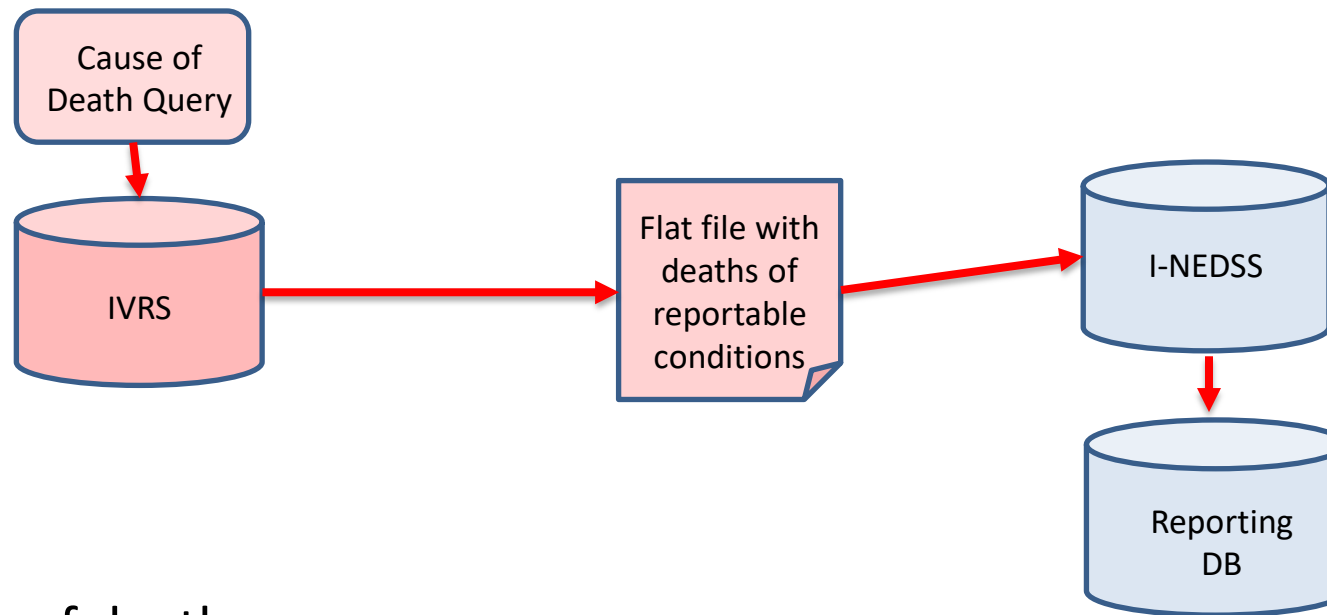 Cause of
Death Query
IVRS
Flat file with
deaths of
reportable
conditions
I-NEDSS
Reporting
DB